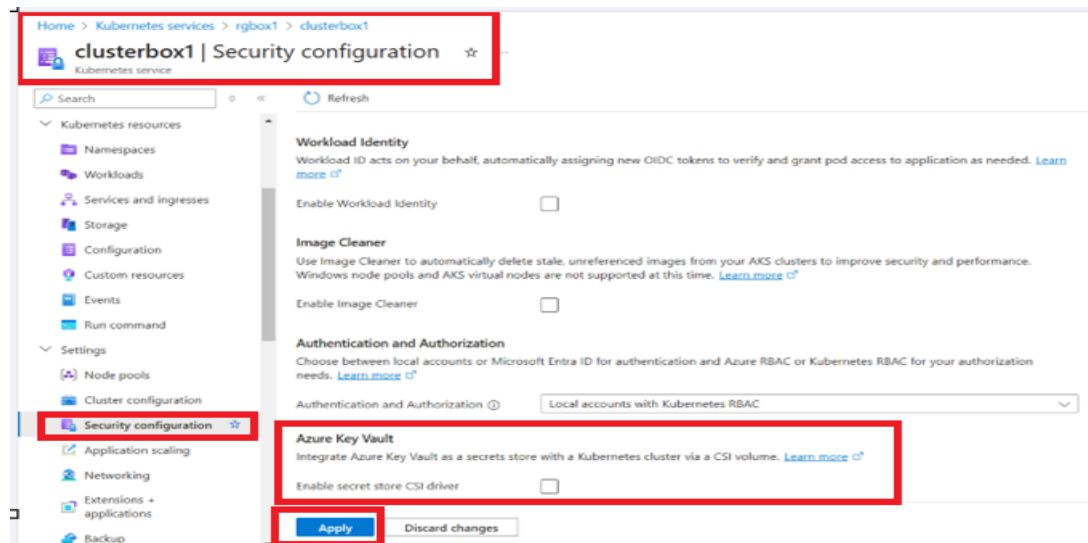 Home > Kubernetes services > rgbox1 > clusterbox1
clusterbox1 | Security configuration
Kubernetes service
Search
Refresh
Kubernetes resources
Namespaces
Workloads
Services and ingresses
Storage
Configuration
Custom resources
Events
Run command
Settings
Node pools
Cluster configuration
Security configuration
Application scaling
Networking
Extensions +
applications
Backup
Workload Identity
Workload ID acts on your behalf, automatically assigning new OIDC tokens to verify and grant pod access to application as needed. Learn
more
Enable Workload Identity
Image Cleaner
Use Image Cleaner to automatically delete stale, unreferenced images from your AKS clusters to improve security and performance.
Windows node pools and AKS virtual nodes are not supported at this time. Learn more
Enable Image Cleaner
Authentication and Authorization
Choose between local accounts or Microsoft Entra ID for authentication and Azure RBAC or Kubernetes RBAC for your authorization
needs. Learn more
Authentication and Authorization
Local accounts with Kubernetes RBAC
Azure Key Vault
Integrate Azure Key Vault as a secrets store with a Kubernetes cluster via a CSI volume. Learn more
Enable secret store CSI driver
Apply
Discard changes